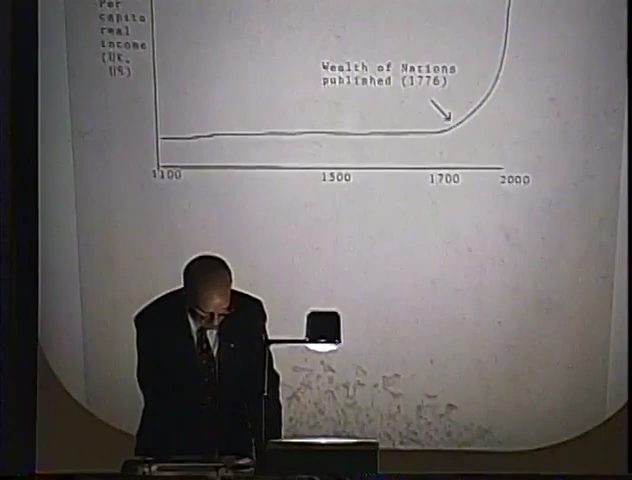 Per
capita
real
income
(UK,
US)
Wealth of Nations
published (1776)
1100
1500
1700
2000